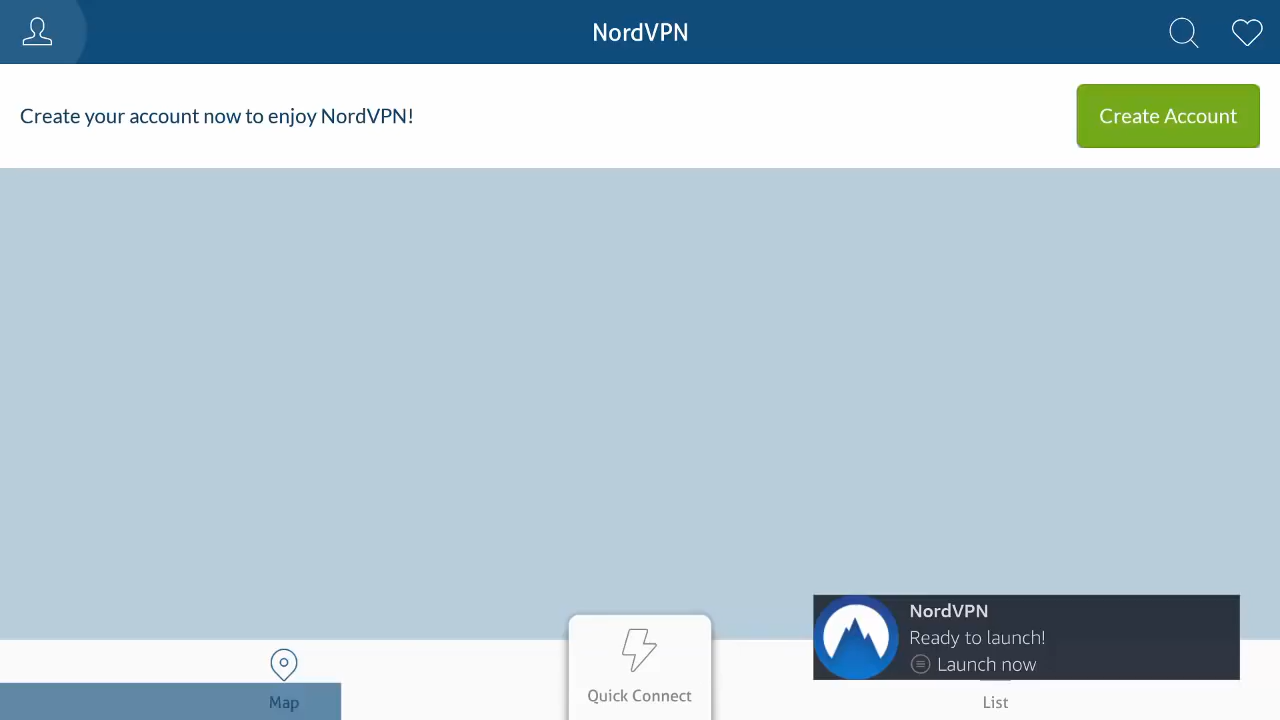 NordVPN
Create your account now to enjoy NordVPN!
Create Account
NordVPN
Ready to launch!
Launch now
Map
Quick Connect
List